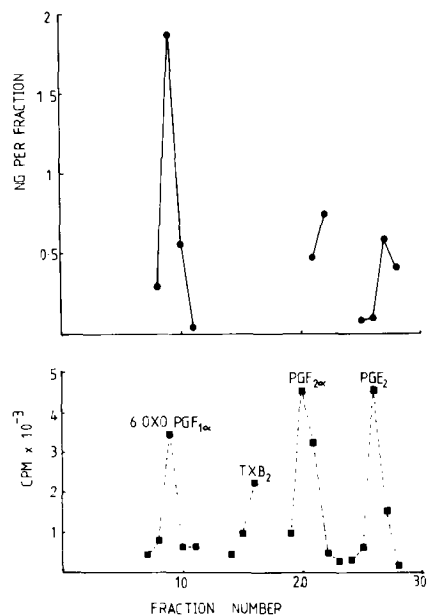 NG PER FRACTION
2
1 5
1
0·5
CPM × 10⁻³
5
4
3
2
1
6 OXO PGF₁α
TXB₂
PGF₂α
PGE₂
10
20
30
FRACTION NUMBER